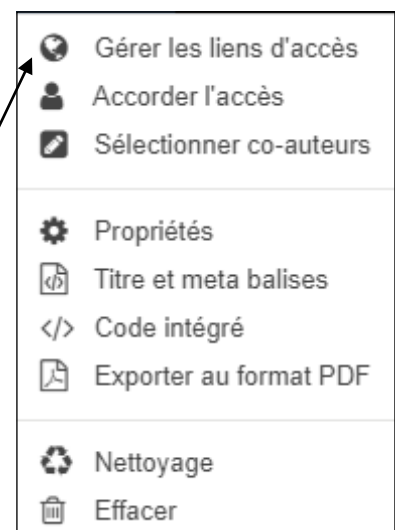 Gérer les liens d'accès
Accorder l'accès
Sélectionner co-auteurs
Propriétés
Titre et meta balises
Code intégré
Exporter au format PDF
Nettoyage
Effacer